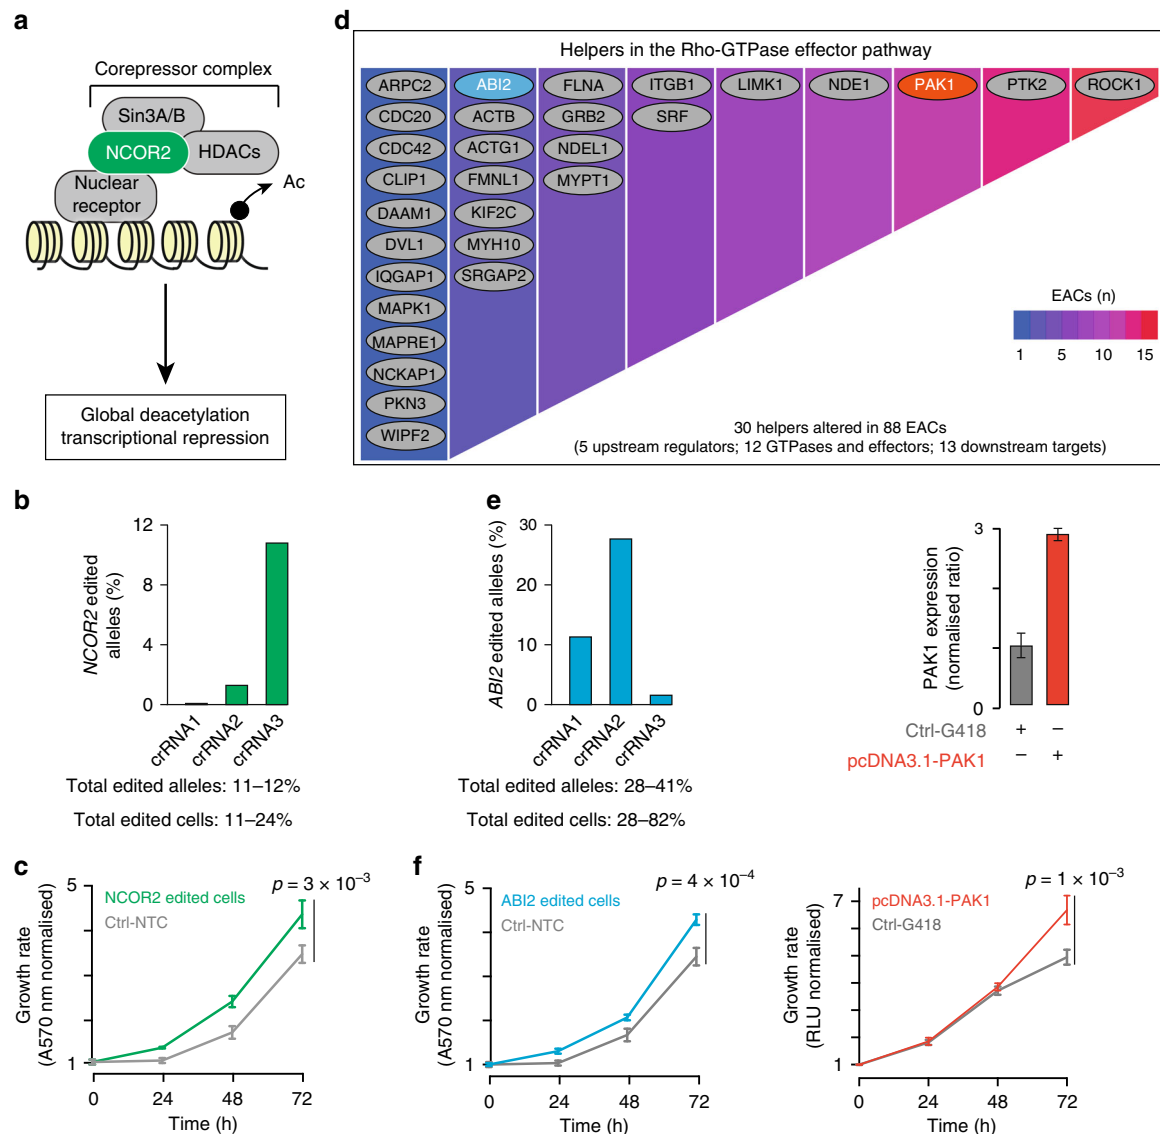 a
Corepressor complex
Sin3A/B
NCOR2
HDACs
Nuclear
receptor
Ac
Global deacetylation
transcriptional repression
d
Helpers in the Rho-GTPase effector pathway
ARPC2 ABI2 FLNA ITGB1 LIMK1 NDE1 PAK1 PTK2 ROCK1
CDC20 ACTB GRB2 SRF
CDC42 ACTG1 NDEL1
CLIP1 FMNL1 MYPT1
DAAM1 KIF2C
DVL1 MYH10
IQGAP1 SRGAP2
MAPK1
MAPRE1
NCKAP1
PKN3
WIPF2
EACs (n)
1 5 10 15
30 helpers altered in 88 EACs
(5 upstream regulators; 12 GTPases and effectors; 13 downstream targets)
b
NCOR2 edited
alleles (%)
12
8
4
0
crRNA1 crRNA2 crRNA3
Total edited alleles: 11–12%
Total edited cells: 11–24%
e
ABI2 edited alleles (%)
30
20
10
0
crRNA1 crRNA2 crRNA3
Total edited alleles: 28–41%
Total edited cells: 28–82%
PAK1 expression
(normalised ratio)
3
0
Ctrl-G418 + –
pcDNA3.1-PAK1 – +
c
Growth rate
(A570 nm normalised)
5
1
NCOR2 edited cells
Ctrl-NTC
p = 3 × 10–3
0 24 48 72
Time (h)
f
Growth rate
(A570 nm normalised)
5
1
ABI2 edited cells
Ctrl-NTC
p = 4 × 10–4
0 24 48 72
Time (h)
Growth rate
(RLU normalised)
7
1
pcDNA3.1-PAK1
Ctrl-G418
p = 1 × 10–3
0 24 48 72
Time (h)